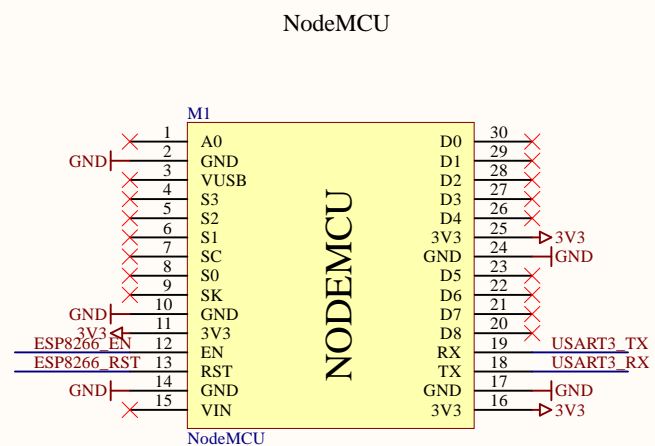 NodeMCU
M1
1 A0 D0 30
GND 2 GND D1 29
3 VUSB D2 28
4 S3 D3 27
5 S2 D4 26
6 S1 3V3 25 3V3
7 SC GND 24 GND
8 S0 D5 23
9 SK D6 22
GND 10 GND D7 21
3V3 11 3V3 D8 20
ESP8266_EN 12 EN RX 19 USART3_TX
ESP8266_RST 13 RST TX 18 USART3_RX
GND 14 GND GND 17 GND
15 VIN 3V3 16 3V3
NODEMCU
NodeMCU